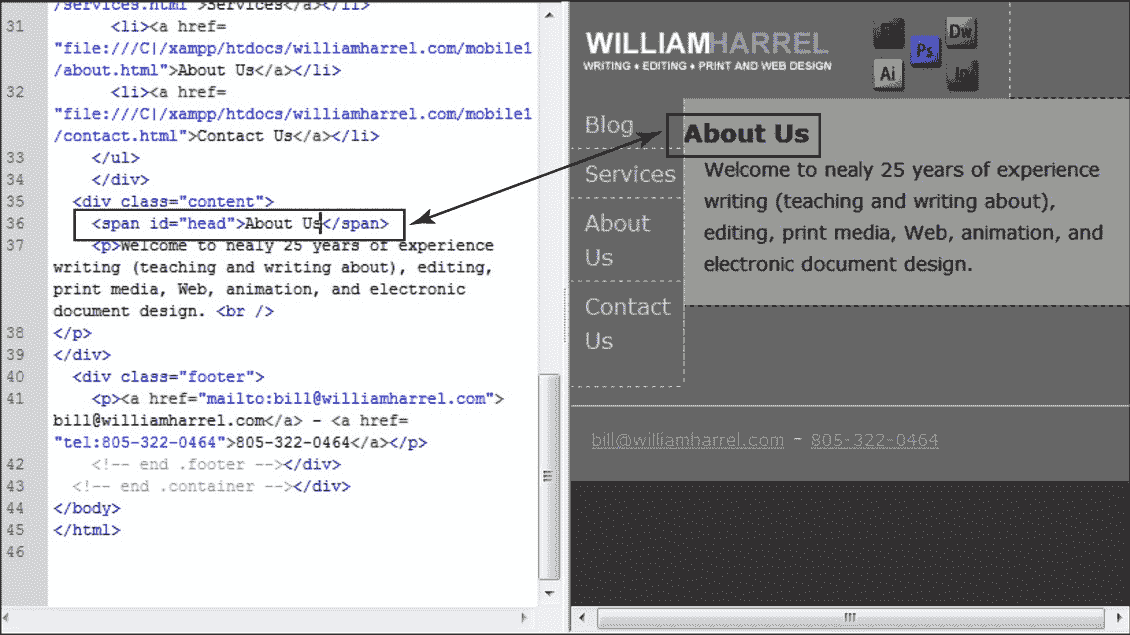 /services.html">Services</a></li>
31 <li><a href=
"file:///C|/xampp/htdocs/williamharrel.com/mobile1
/about.html">About Us</a></li>
32 <li><a href=
"file:///C|/xampp/htdocs/williamharrel.com/mobile1
/contact.html">Contact Us</a></li>
33 </ul>
34 </div>
35 <div class="content">
36 <span id="head">About Us</span>
37 <p>Welcome to nealy 25 years of experience
writing (teaching and writing about), editing,
print media, Web, animation, and electronic
document design. <br />
38 </p>
39 </div>
40 <div class="footer">
41 <p><a href="mailto:bill@williamharrel.com">
bill@williamharrel.com</a> - <a href=
"tel:805-322-0464">805-322-0464</a></p>
42 <!-- end .footer --></div>
43 <!-- end .container --></div>
44 </body>
45 </html>
46
WILLIAMHARREL
WRITING ♦ EDITING ♦ PRINT AND WEB DESIGN
Dw
Ps
Ai
Blog
Services
About
Us
Contact
Us
About Us
Welcome to nealy 25 years of experience
writing (teaching and writing about),
editing, print media, Web, animation, and
electronic document design.
bill@williamharrel.com - 805-322-0464